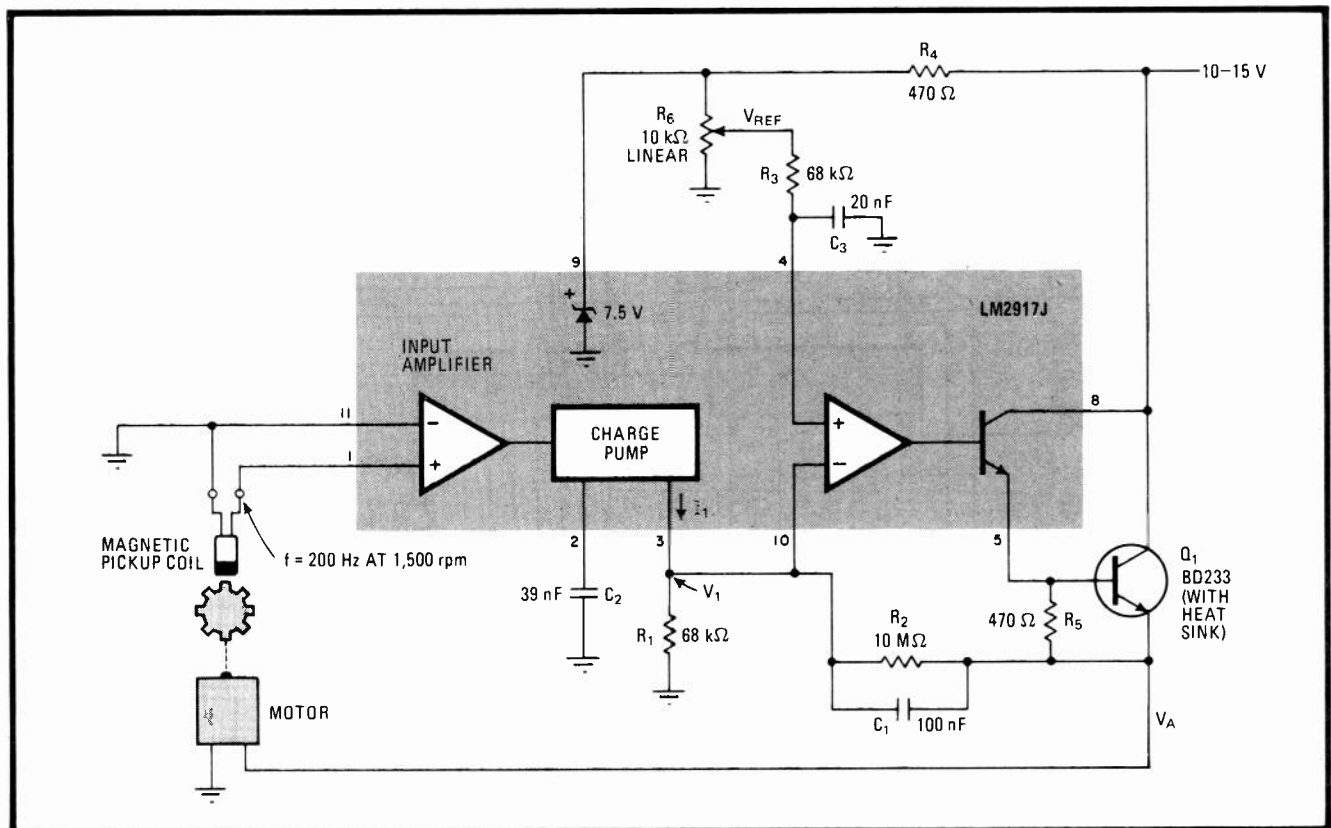 R4
470 Ω
10–15 V
R6
10 kΩ
LINEAR
VREF
R3
68 kΩ
20 nF
C3
9
4
+
7.5 V
LM2917J
INPUT
AMPLIFIER
11
–
1
+
CHARGE
PUMP
+
–
8
I1
2
3
10
5
MAGNETIC
PICKUP COIL
f = 200 Hz AT 1,500 rpm
39 nF
C2
V1
R1
68 kΩ
R2
10 MΩ
C1
100 nF
470 Ω
R5
Q1
BD233
(WITH
HEAT
SINK)
MOTOR
VA